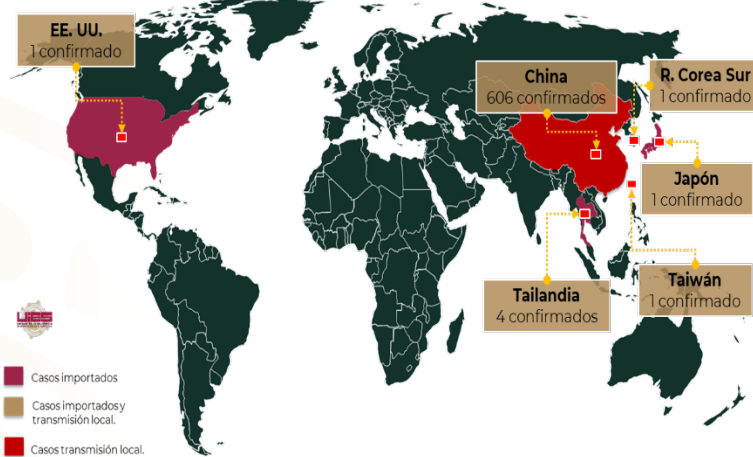 EE. UU.
1 confirmado
China
606 confirmados
R. Corea Sur
1 confirmado
Japón
1 confirmado
Tailandia
4 confirmados
Taiwán
1 confirmado
Casos importados
Casos importados y
transmisión local.
Casos transmisión local.